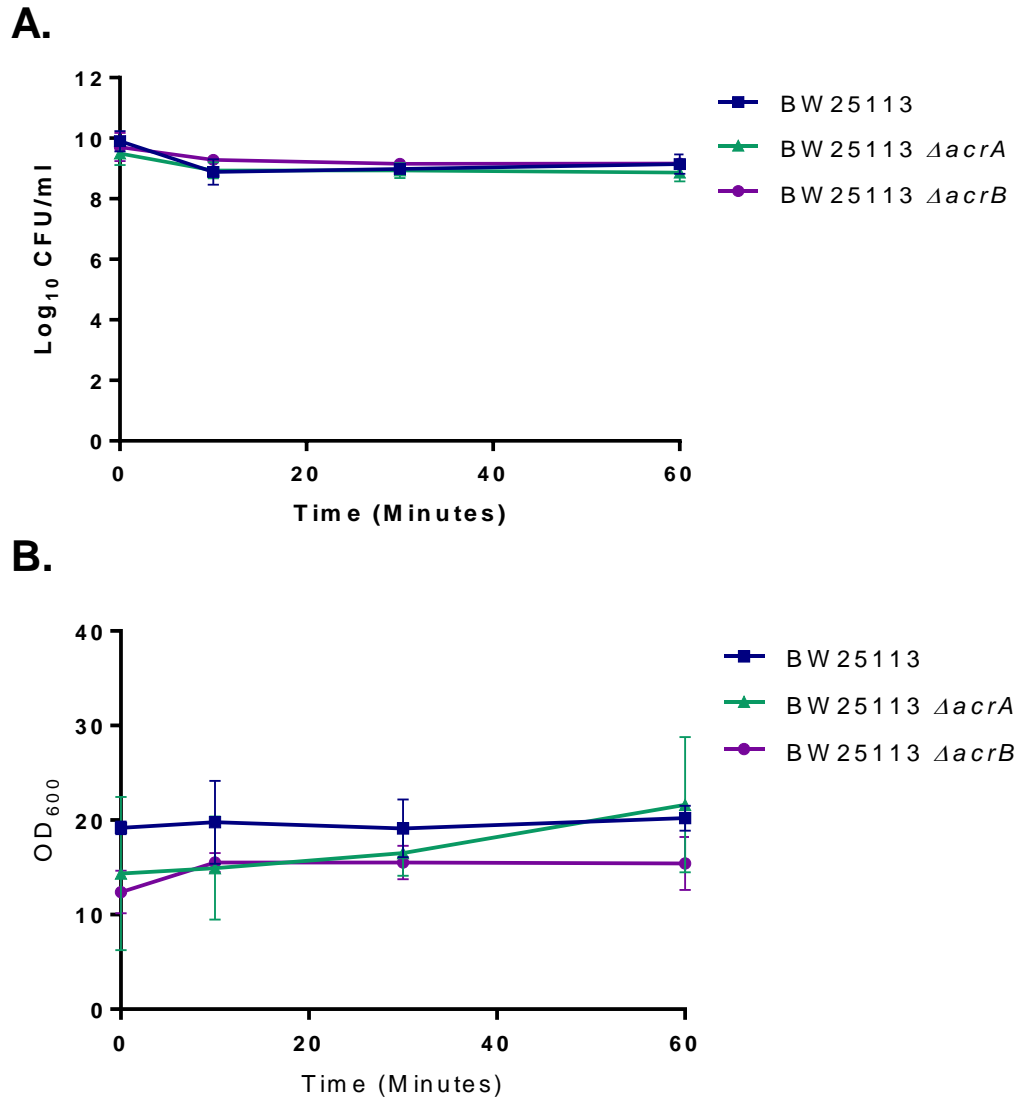 A.
12
10
8
6
4
2
0
Log10 CFU/ml
0 20 40 60
Time (Minutes)
BW25113
BW25113 ΔacrA
BW25113 ΔacrB
B.
40
30
20
10
0
OD600
0 20 40 60
Time (Minutes)
BW25113
BW25113 ΔacrA
BW25113 ΔacrB